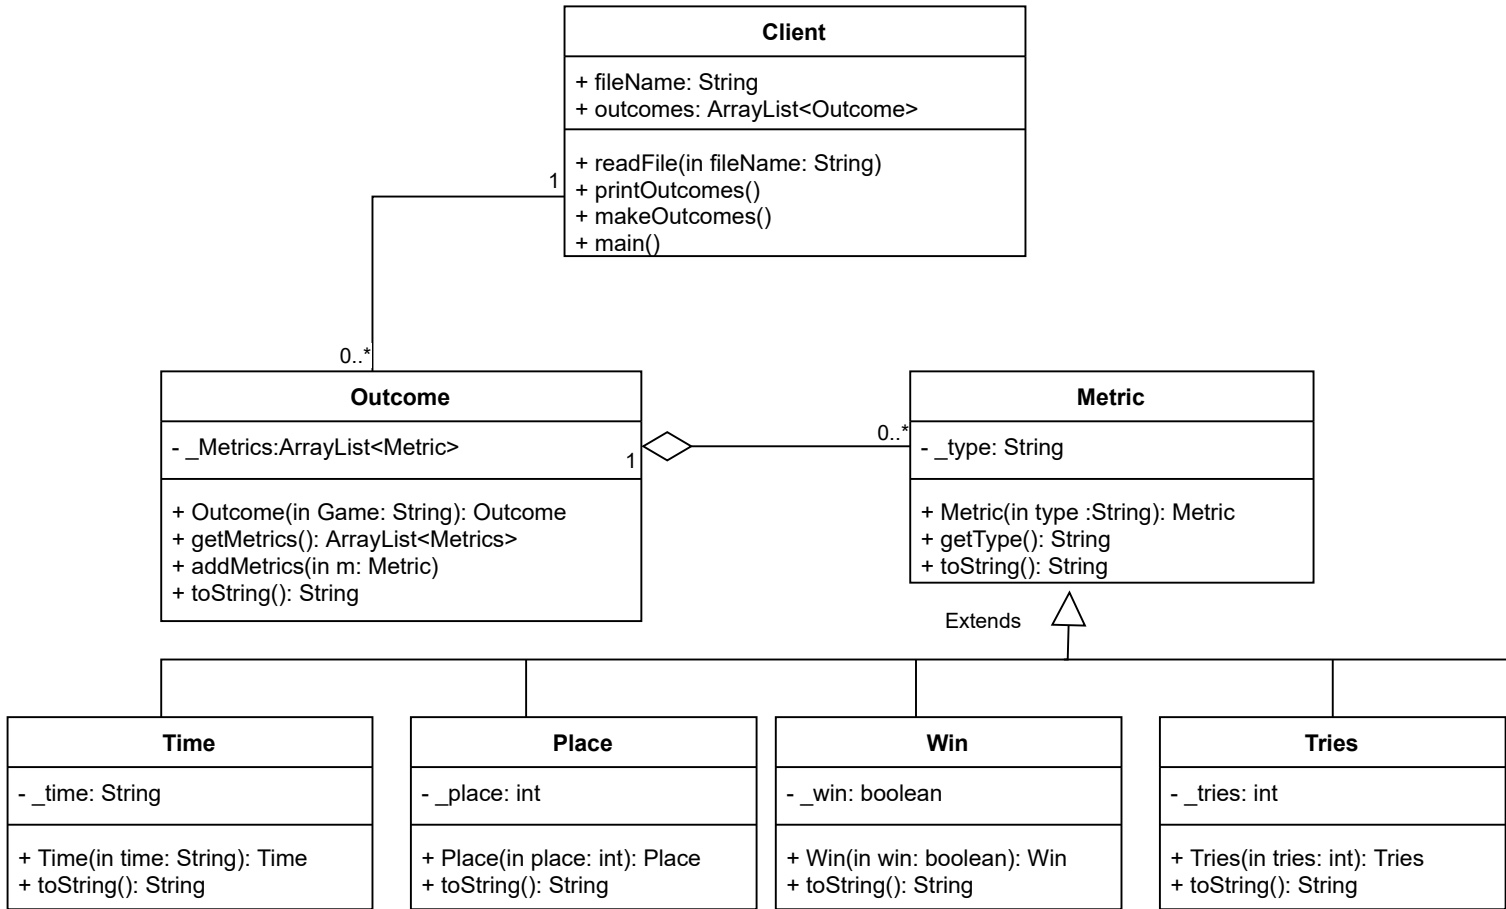 Client
+ fileName: String
+ outcomes: ArrayList<Outcome>
+ readFile(in fileName: String)
+ printOutcomes()
+ makeOutcomes()
+ main()
1
0..*
Outcome
- _Metrics:ArrayList<Metric>
+ Outcome(in Game: String): Outcome
+ getMetrics(): ArrayList<Metrics>
+ addMetrics(in m: Metric)
+ toString(): String
1
0..*
Metric
- _type: String
+ Metric(in type :String): Metric
+ getType(): String
+ toString(): String
Extends
Time
- _time: String
+ Time(in time: String): Time
+ toString(): String
Place
- _place: int
+ Place(in place: int): Place
+ toString(): String
Win
- _win: boolean
+ Win(in win: boolean): Win
+ toString(): String
Tries
- _tries: int
+ Tries(in tries: int): Tries
+ toString(): String